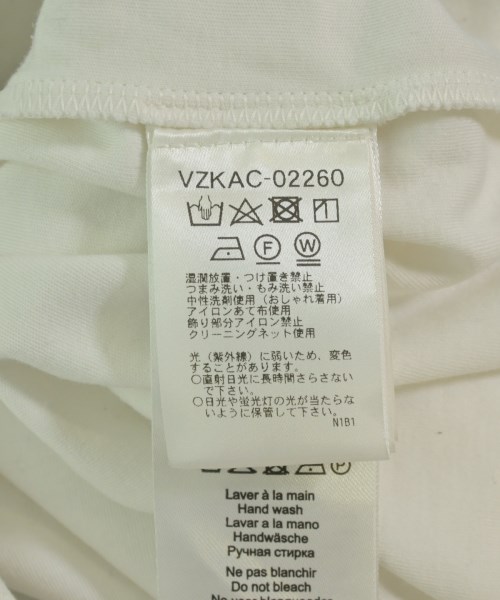 VZKAC-02260
F W
湿潤放置・つけ置き禁止
つまみ洗い・もみ洗い禁止
中性洗剤使用（おしゃれ着用）
アイロンあて布使用
飾り部分アイロン禁止
クリーニングネット使用
光（紫外線）に弱いため、変色
することがあります。
○直射日光に長時間さらさない
で下さい。
○日光や蛍光灯の光が当たらな
いように保管して下さい。
N1B1
P
Laver à la main
Hand wash
Lavar a la mano
Handwäsche
Ручная стирка
Ne pas blanchir
Do not bleach
No usar blanqueador